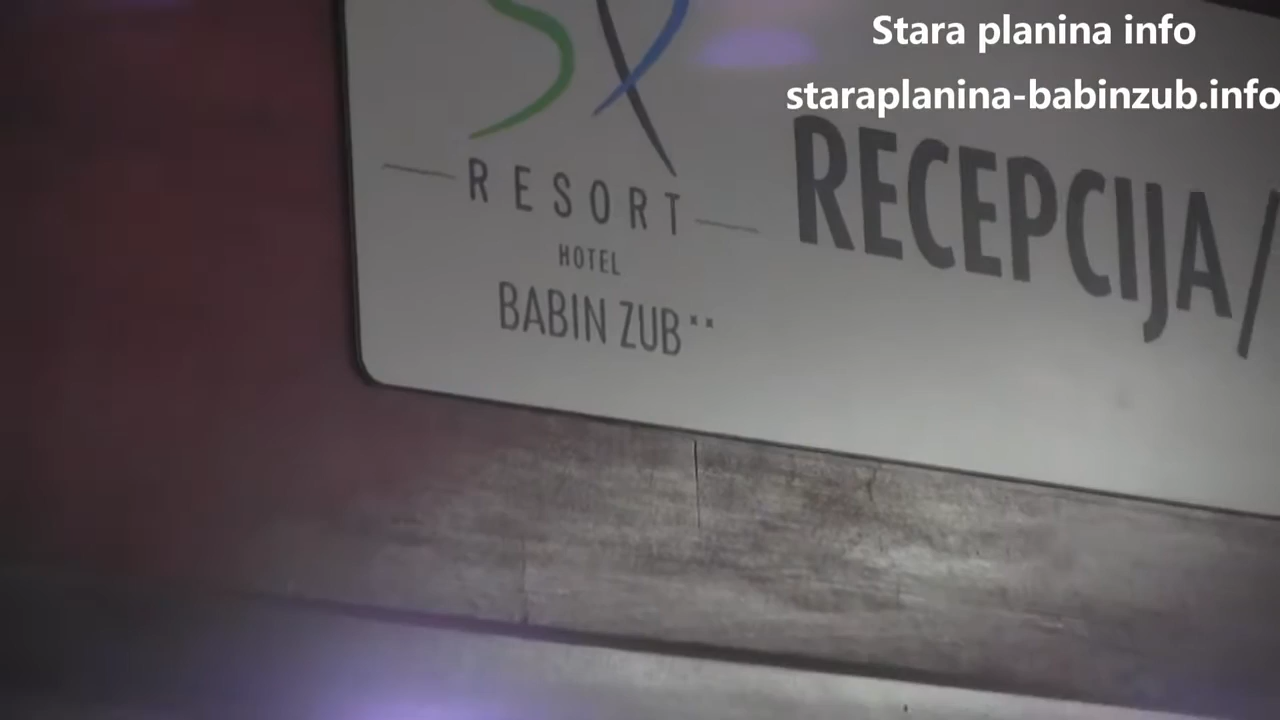 Stara planina info
staraplanina-babinzub.info
RESORT
HOTEL
BABIN ZUB**
RECEPCIJA/